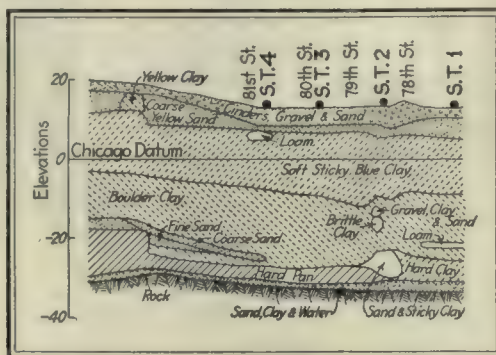 81st St.
S.T.4
80th St.
S.T.3
79th St.
S.T.2
78th St.
S.T.1
20
0
-20
-40
Elevations
Yellow Clay
Coarse
Yellow Sand
Cinders, Gravel & Sand
Loam
Chicago Datum
Soft Sticky Blue Clay
Boulder Clay
Gravel, Clay
& Sand
Brittle
Clay
Fine Sand
Coarse Sand
Loam
Hard Pan
Hard Clay
Rock
Sand, Clay & Water
Sand & Sticky Clay